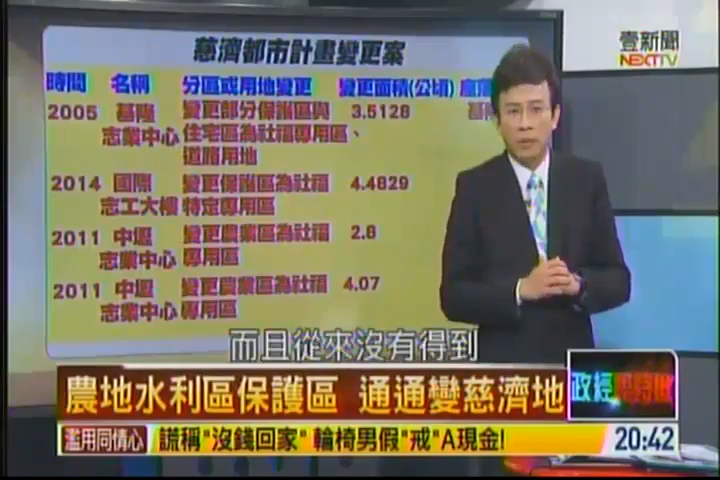 慈濟都市計畫變更案
壹新聞
NEXTTV
時間 名稱 分區或用地變更 變更面積(公頃) 座落
2005 基隆 變更部分保護區與 3.5128 基隆
志業中心 住宅區為社福專用區、
道路用地
2014 國際 變更保護區為社福 4.4829
志工大樓 特定專用區
2011 中壢 變更農業區為社福 2.6
志業中心 專用區
2011 中壢 變更農業區為社福 4.07
志業中心 專用區
而且從來沒有得到
農地水利區保護區 通通變慈濟地
政經
濫用同情心
謊稱"沒錢回家" 輪椅男假"戒"A現金!
20:42